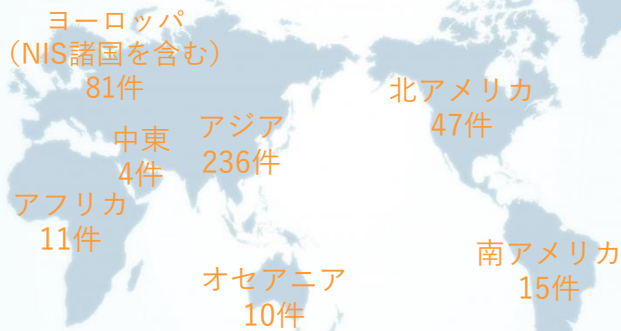 ヨーロッパ
（NIS諸国を含む）
81件
北アメリカ
47件
アジア
236件
中東
4件
アフリカ
11件
南アメリカ
15件
オセアニア
10件